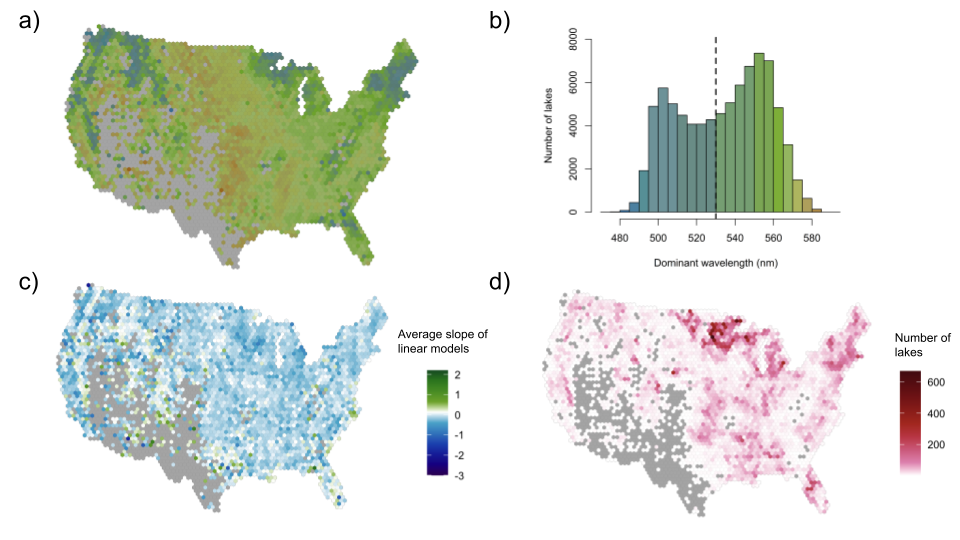 a)
b)
8000
6000
4000
2000
0
Number of lakes
480 500 520 540 560 580
Dominant wavelength (nm)
c)
Average slope of
linear models
2
1
0
-1
-2
-3
d)
Number of
lakes
600
400
200